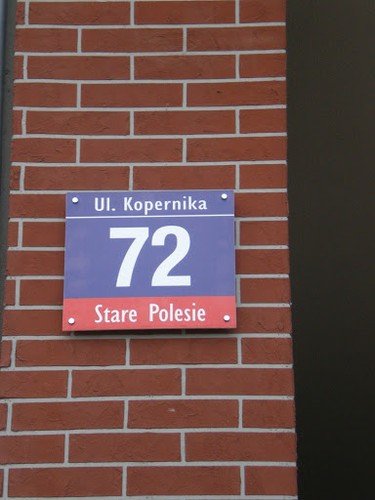 Ul. Kopernika
72
Stare Polesie